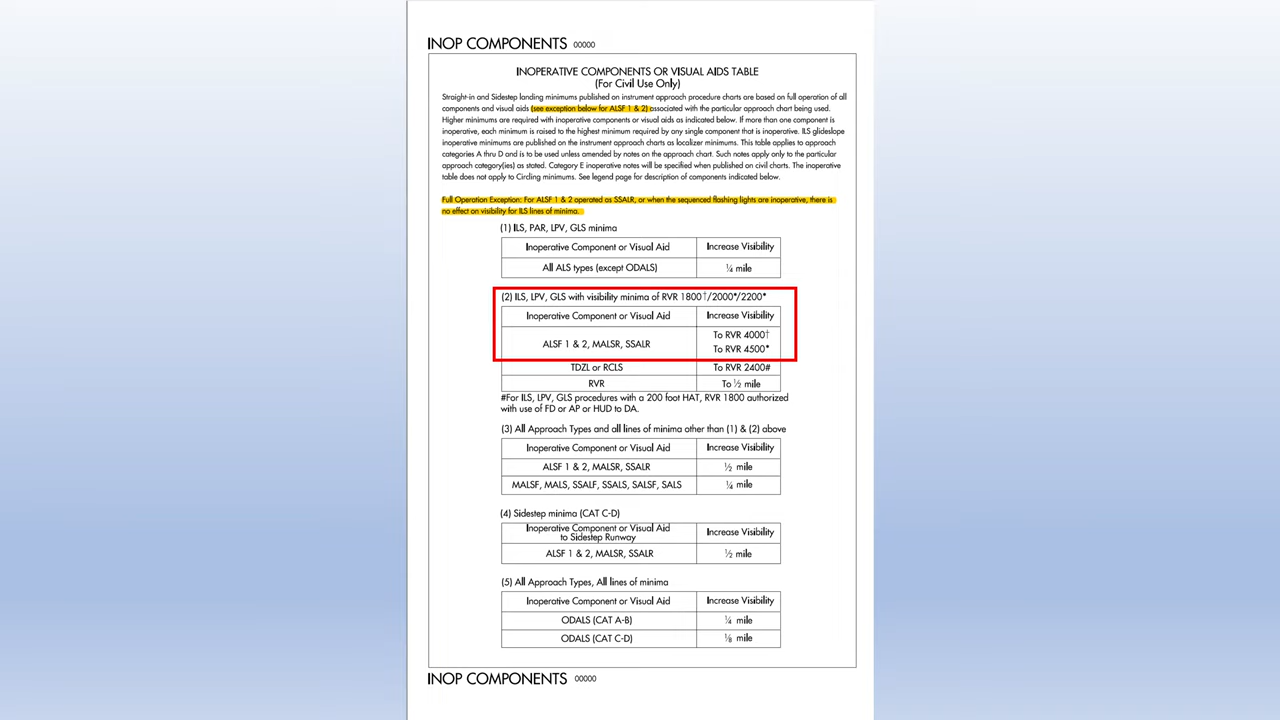 INOP COMPONENTS 00000
INOPERATIVE COMPONENTS OR VISUAL AIDS TABLE
(For Civil Use Only)
Straight-in and Sidestep landing minimums published on instrument approach procedure charts are based on full operation of all
components and visual aids (see exception below for ALSF 1 & 2) associated with the particular approach chart being used.
Higher minimums are required with inoperative components or visual aids as indicated below. If more than one component is
inoperative, each minimum is raised to the highest minimum required by any single component that is inoperative. ILS glideslope
inoperative minimums are published on the instrument approach charts as localizer minimums. This table applies to approach
categories A thru D and is to be used unless amended by notes on the approach chart. Such notes apply only to the particular
approach category(ies) as stated. Category E inoperative notes will be specified when published on civil charts. The inoperative
table does not apply to Circling minimums. See legend page for description of components indicated below.
Full Operation Exception: For ALSF 1 & 2 operated as SSALR, or when the sequenced flashing lights are inoperative, there is
no effect on visibility for ILS lines of minima.
(1) ILS, PAR, LPV, GLS minima
Inoperative Component or Visual Aid Increase Visibility
All ALS types (except ODALS) ¼ mile
(2) ILS, LPV, GLS with visibility minima of RVR 1800†/2000*/2200*
Inoperative Component or Visual Aid Increase Visibility
ALSF 1 & 2, MALSR, SSALR To RVR 4000†
To RVR 4500*
TDZL or RCLS To RVR 2400#
RVR To ½ mile
#For ILS, LPV, GLS procedures with a 200 foot HAT, RVR 1800 authorized
with use of FD or AP or HUD to DA.
(3) All Approach Types and all lines of minima other than (1) & (2) above
Inoperative Component or Visual Aid Increase Visibility
ALSF 1 & 2, MALSR, SSALR ½ mile
MALSF, MALS, SSALF, SSALS, SALSF, SALS ¼ mile
(4) Sidestep minima (CAT C-D)
Inoperative Component or Visual Aid
to Sidestep Runway Increase Visibility
ALSF 1 & 2, MALSR, SSALR ½ mile
(5) All Approach Types, All lines of minima
Inoperative Component or Visual Aid Increase Visibility
ODALS (CAT A-B) ¼ mile
ODALS (CAT C-D) ⅛ mile
INOP COMPONENTS 00000